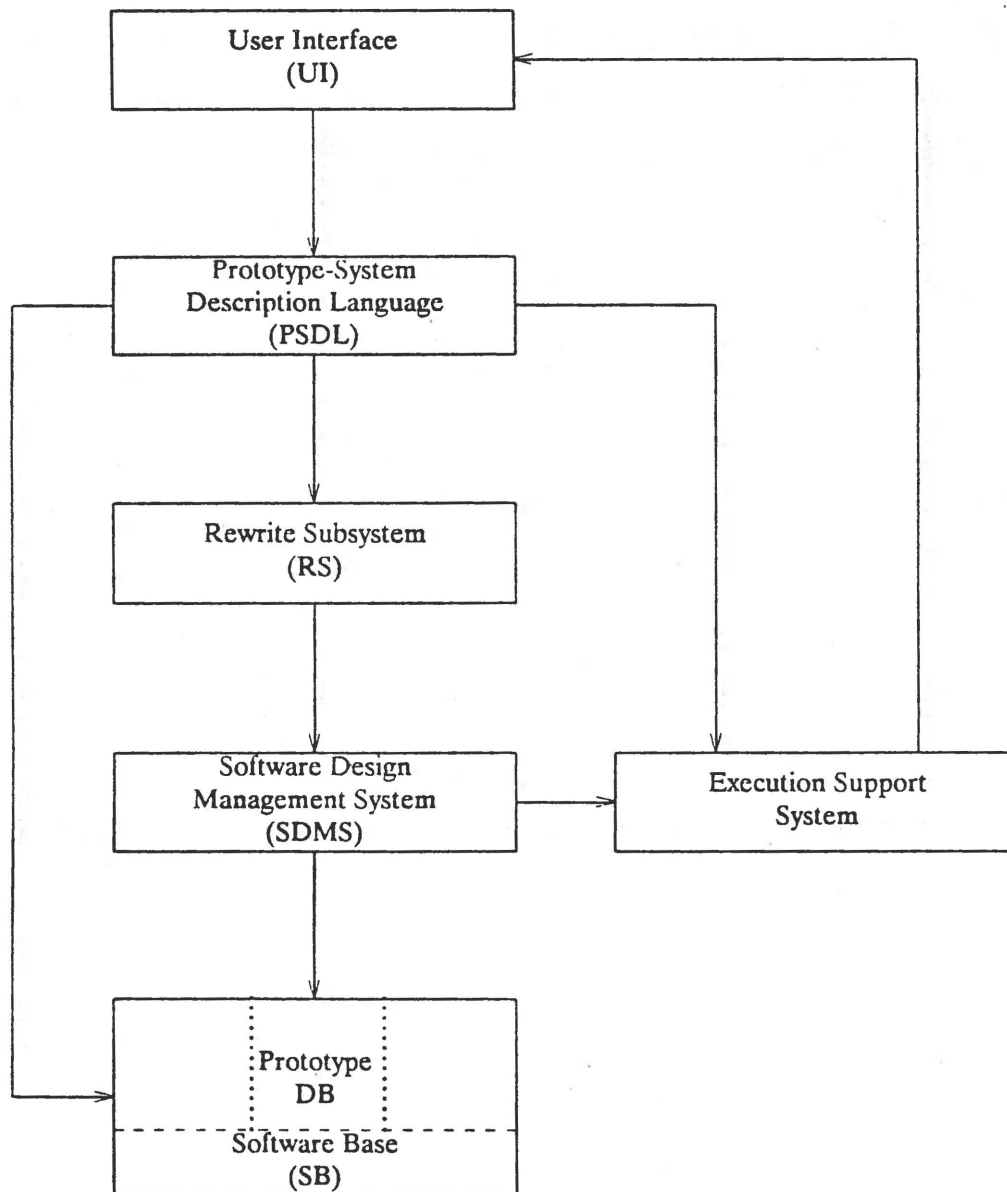 User Interface
(UI)
Prototype-System
Description Language
(PSDL)
Rewrite Subsystem
(RS)
Software Design
Management System
(SDMS)
Execution Support
System
Prototype
DB
Software Base
(SB)